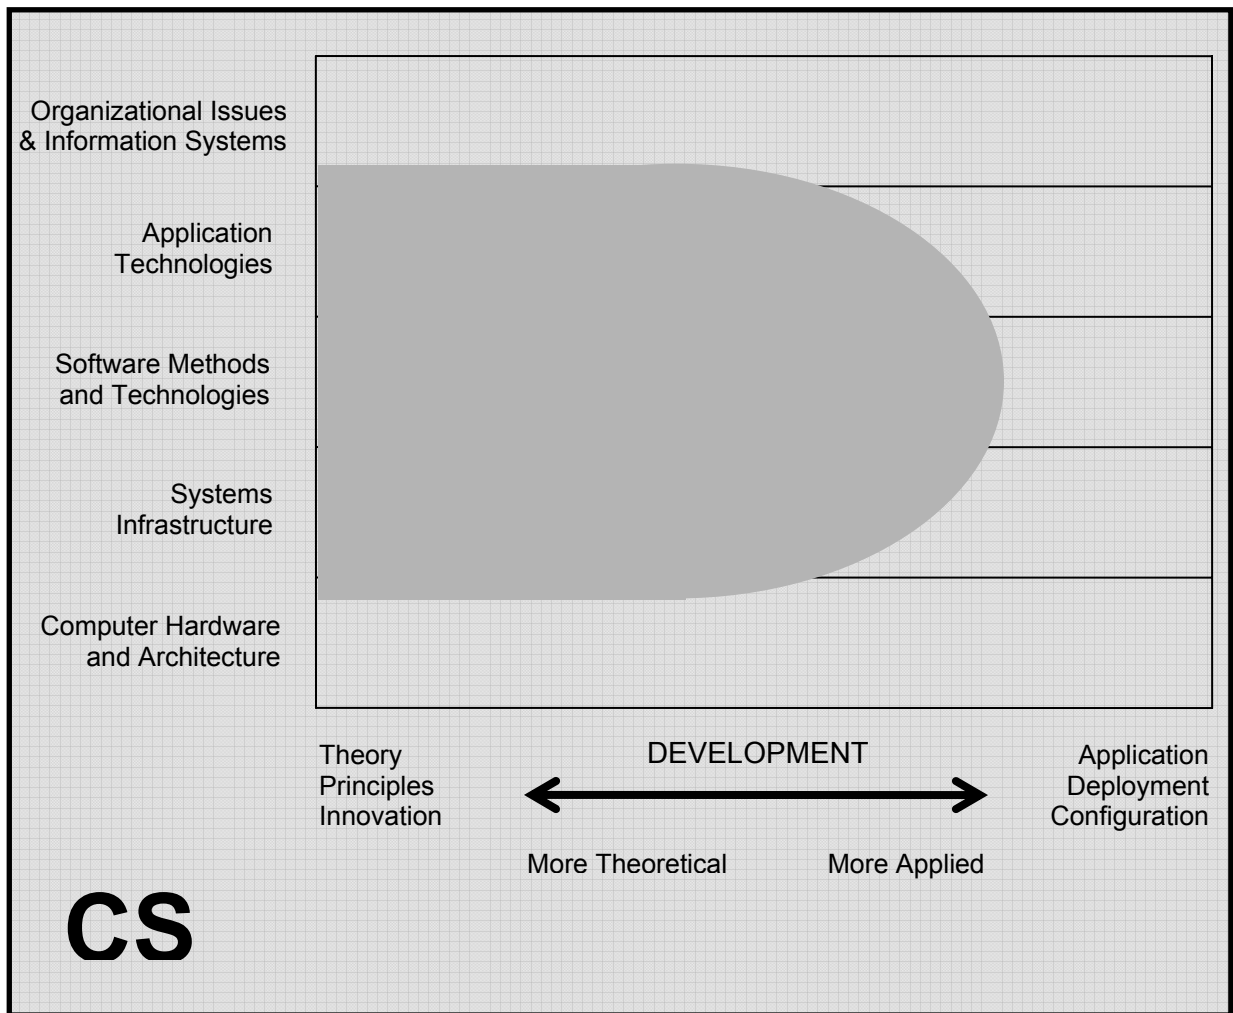 Organizational Issues
& Information Systems
Application
Technologies
Software Methods
and Technologies
Systems
Infrastructure
Computer Hardware
and Architecture
Theory
Principles
Innovation
DEVELOPMENT
Application
Deployment
Configuration
More Theoretical
More Applied
CS